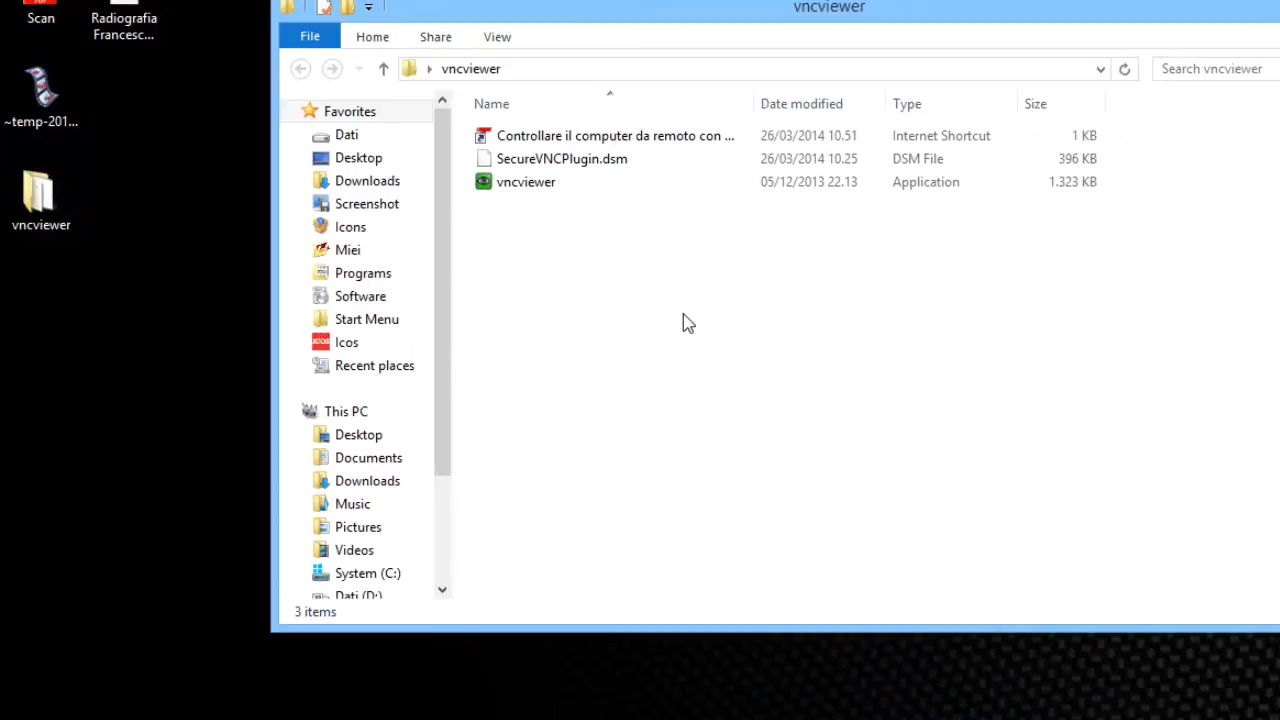 Scan
Radiografia
Francesc...
~temp-201...
vncviewer
vncviewer
File
Home
Share
View
vncviewer
Search vncviewer
Name
Date modified
Type
Size
Controllare il computer da remoto con ...
26/03/2014 10.51
Internet Shortcut
1 KB
SecureVNCPlugin.dsm
26/03/2014 10.25
DSM File
396 KB
vncviewer
05/12/2013 22.13
Application
1.323 KB
Favorites
Dati
Desktop
Downloads
Screenshot
Icons
Miei
Programs
Software
Start Menu
Icos
Recent places
This PC
Desktop
Documents
Downloads
Music
Pictures
Videos
System (C:)
Dati (D:)
3 items